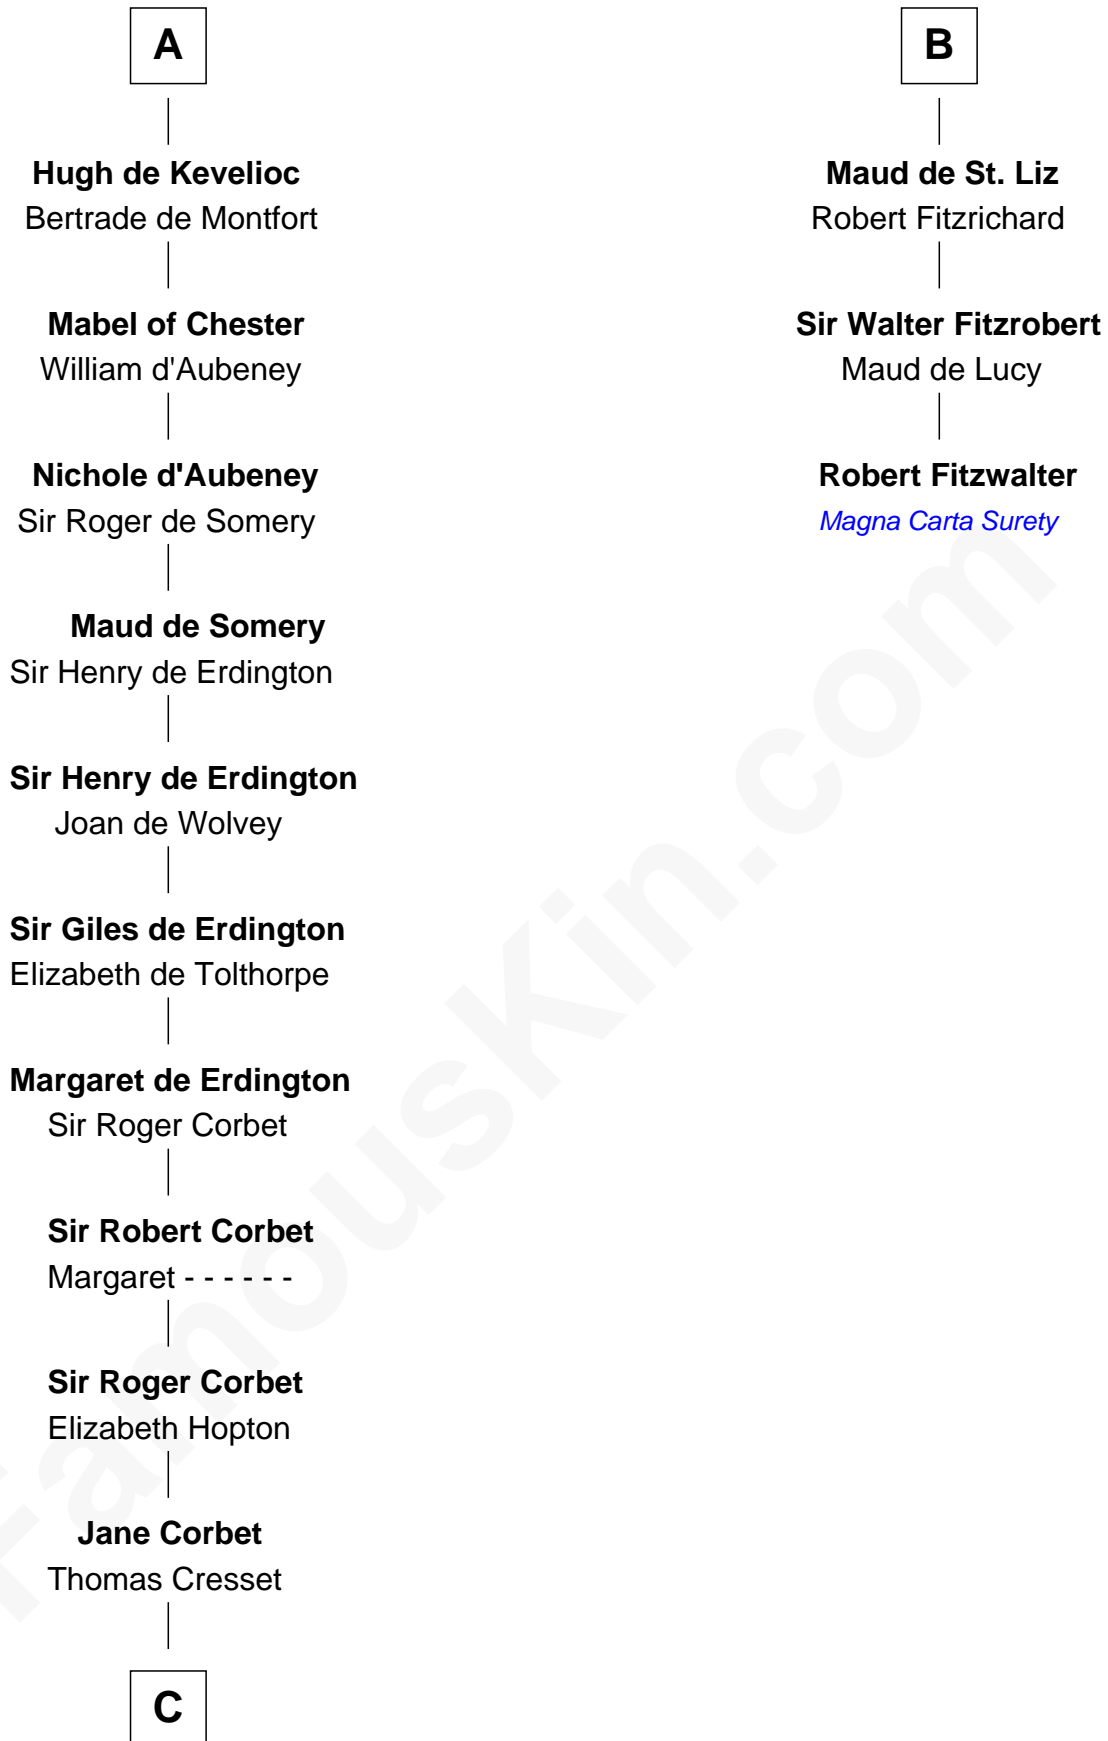 A
Hugh de Kevelioc
Bertrade de Montfort
Mabel of Chester
William d'Aubeney
Nichole d'Aubeney
Sir Roger de Somery
Maud de Somery
Sir Henry de Erdington
Sir Henry de Erdington
Joan de Wolvey
Sir Giles de Erdington
Elizabeth de Tolthorpe
Margaret de Erdington
Sir Roger Corbet
Sir Robert Corbet
Margaret - - - - - -
Sir Roger Corbet
Elizabeth Hopton
Jane Corbet
Thomas Cresset
C
B
Maud de St. Liz
Robert Fitzrichard
Sir Walter Fitzrobert
Maud de Lucy
Robert Fitzwalter
Magna Carta Surety
FamousKin.com